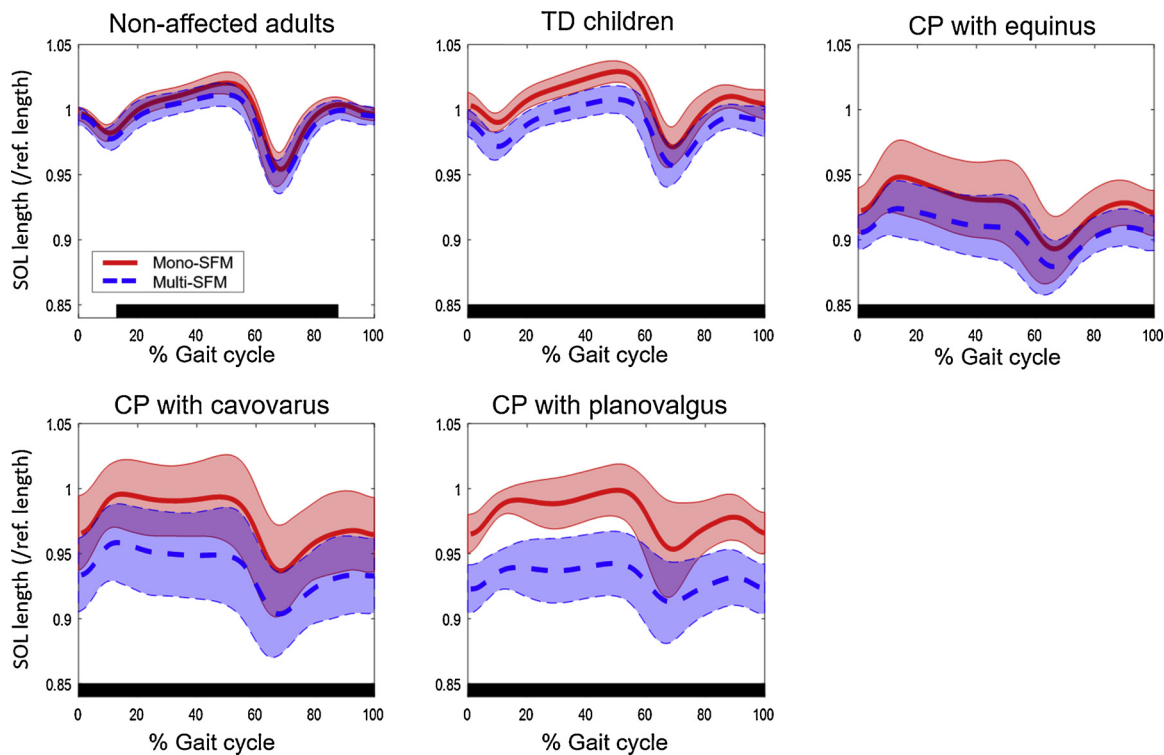 Non-affected adults
TD children
CP with equinus
SOL length (/ref. length)
1.05
1
0.95
0.9
0.85
Mono-SFM
Multi-SFM
0 20 40 60 80 100
% Gait cycle
1.05
1
0.95
0.9
0.85
0 20 40 60 80 100
% Gait cycle
1.05
1
0.95
0.9
0.85
0 20 40 60 80 100
% Gait cycle
CP with cavovarus
CP with planovalgus
SOL length (/ref. length)
1.05
1
0.95
0.9
0.85
0 20 40 60 80 100
% Gait cycle
1.05
1
0.95
0.9
0.85
0 20 40 60 80 100
% Gait cycle